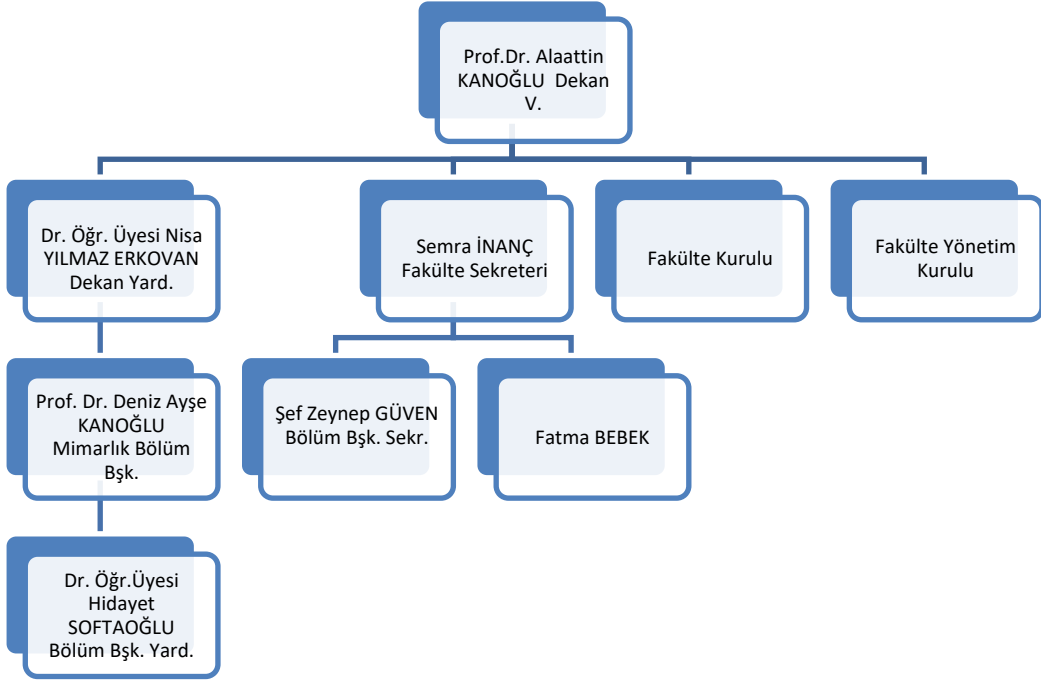 Prof.Dr. Alaattin
KANOĞLU Dekan
V.
Dr. Öğr. Üyesi Nisa
YILMAZ ERKOVAN
Dekan Yard.
Semra İNANÇ
Fakülte Sekreteri
Fakülte Kurulu
Fakülte Yönetim
Kurulu
Prof. Dr. Deniz Ayşe
KANOĞLU
Mimarlık Bölüm
Bşk.
Şef Zeynep GÜVEN
Bölüm Bşk. Sekr.
Fatma BEBEK
Dr. Öğr.Üyesi
Hidayet
SOFTAOĞLU
Bölüm Bşk. Yard.